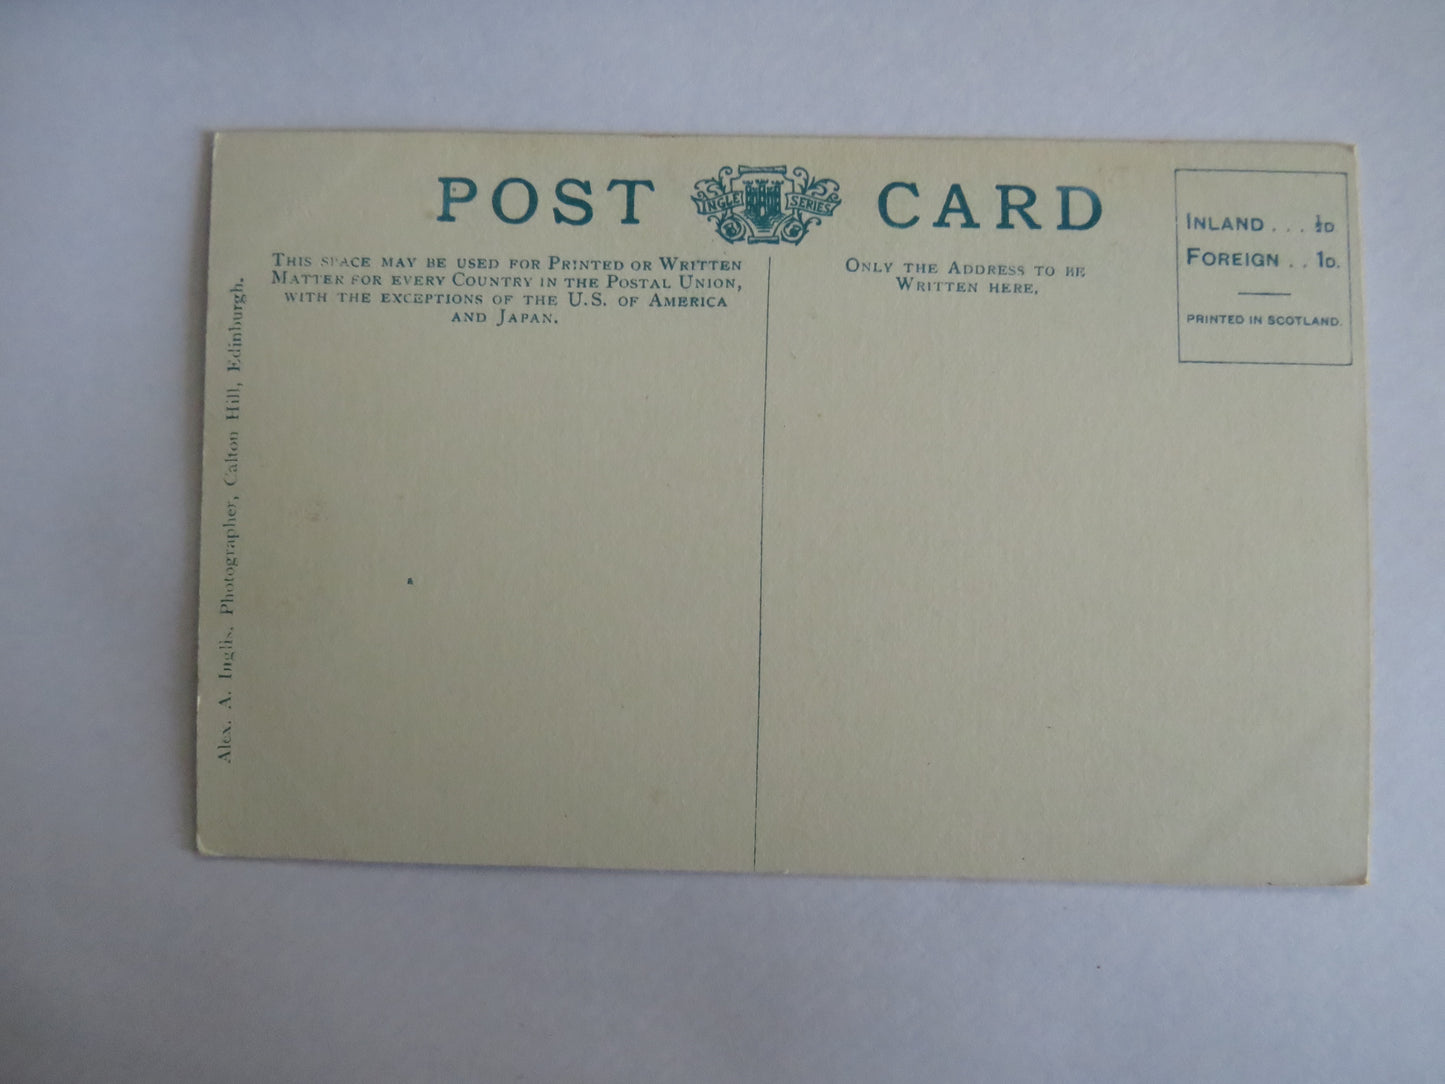 POST CARD
INGLE SERIES
THIS SPACE MAY BE USED FOR PRINTED OR WRITTEN
MATTER FOR EVERY COUNTRY IN THE POSTAL UNION,
WITH THE EXCEPTIONS OF THE U.S. OF AMERICA
AND JAPAN.
ONLY THE ADDRESS TO BE
WRITTEN HERE.
INLAND . . . ½D
FOREIGN . . 1D.
PRINTED IN SCOTLAND.
Alex. A. Inglis, Photographer, Calton Hill, Edinburgh.